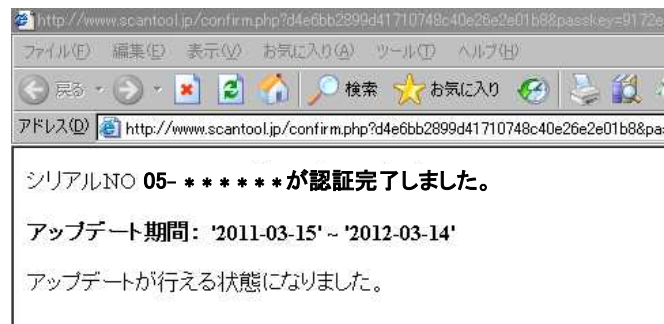 http://www.scantool.jp/confirm.php?d4e6bb2899d41710748c40e26e2e01b8&passkey=9172e
ファイル(F) 編集(E) 表示(V) お気に入り(A) ツール(T) ヘルプ(H)
戻る 検索 お気に入り
アドレス(D) http://www.scantool.jp/confirm.php?d4e6bb2899d41710748c40e26e2e01b8&pa
シリアルNO 05-******が認証完了しました。
アップデート期間: '2011-03-15' ~ '2012-03-14'
アップデートが行える状態になりました。